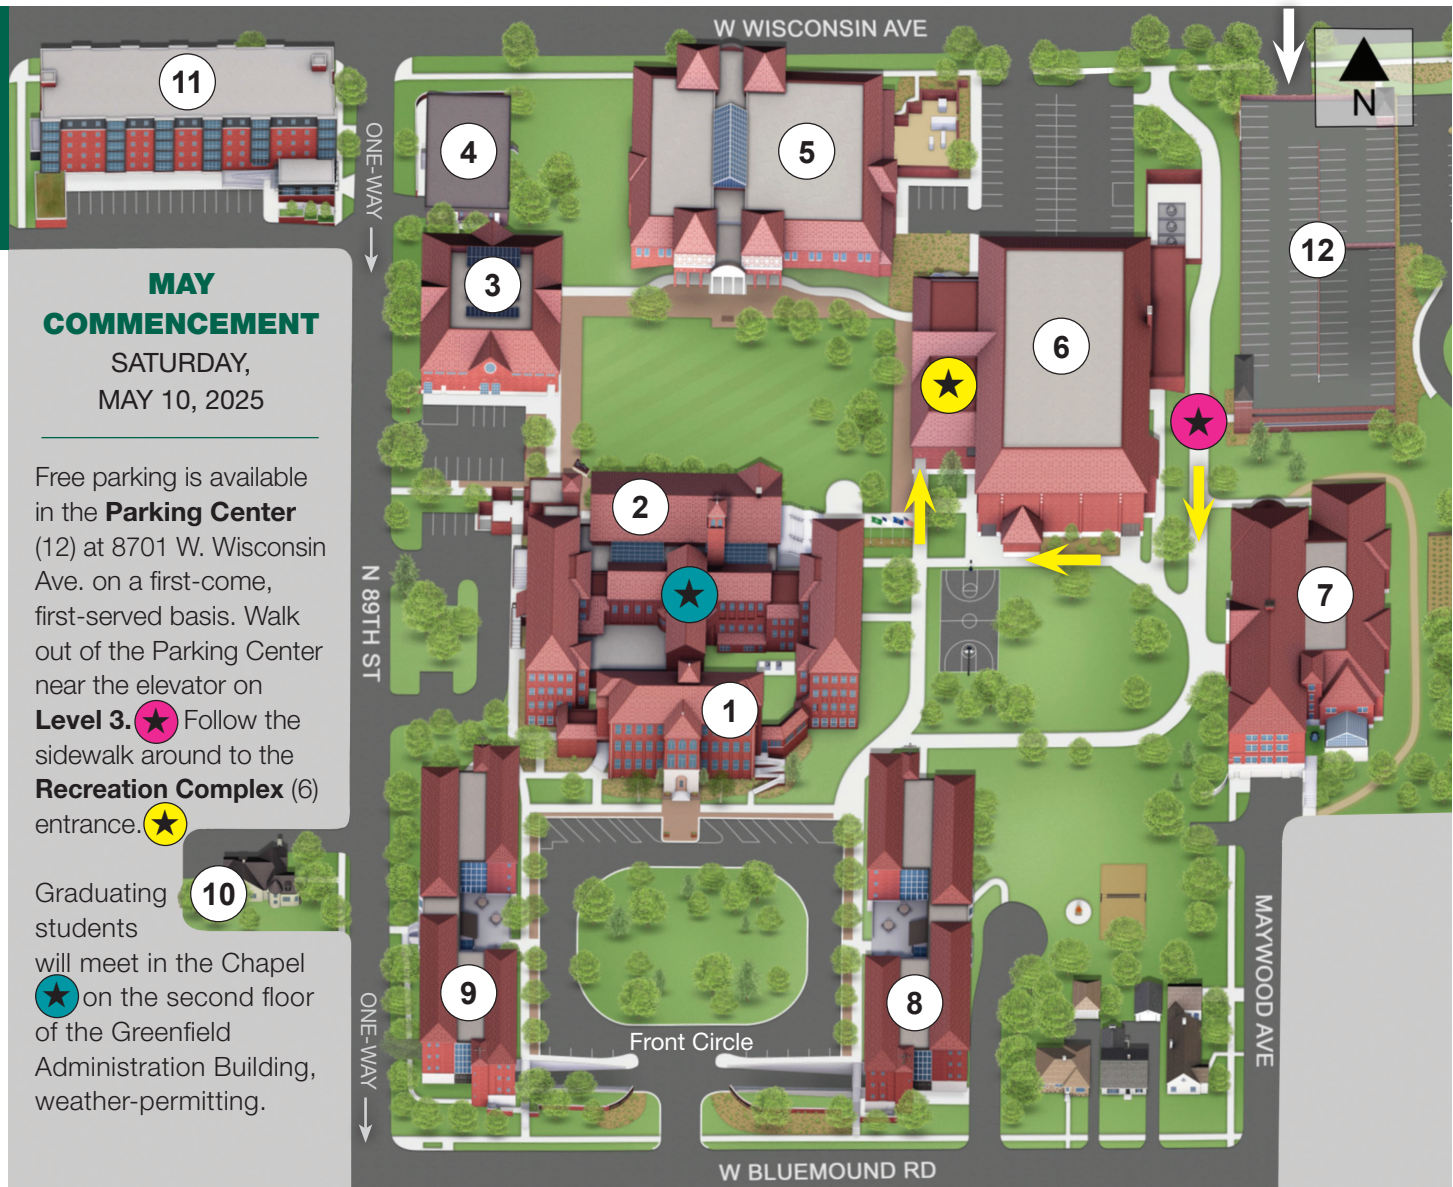 W WISCONSIN AVE
N
11
ONE-WAY
4
5
12
3
6
MAY
COMMENCEMENT
SATURDAY,
MAY 10, 2025
Free parking is available
in the Parking Center
(12) at 8701 W. Wisconsin
Ave. on a first-come,
first-served basis. Walk
out of the Parking Center
near the elevator on
Level 3. Follow the
sidewalk around to the
Recreation Complex (6)
entrance.
Graduating
students
will meet in the Chapel
on the second floor
of the Greenfield
Administration Building,
weather-permitting.
2
N 89TH ST
7
1
10
9
8
MAYWOOD AVE
ONE-WAY
Front Circle
W BLUEMOUND RD